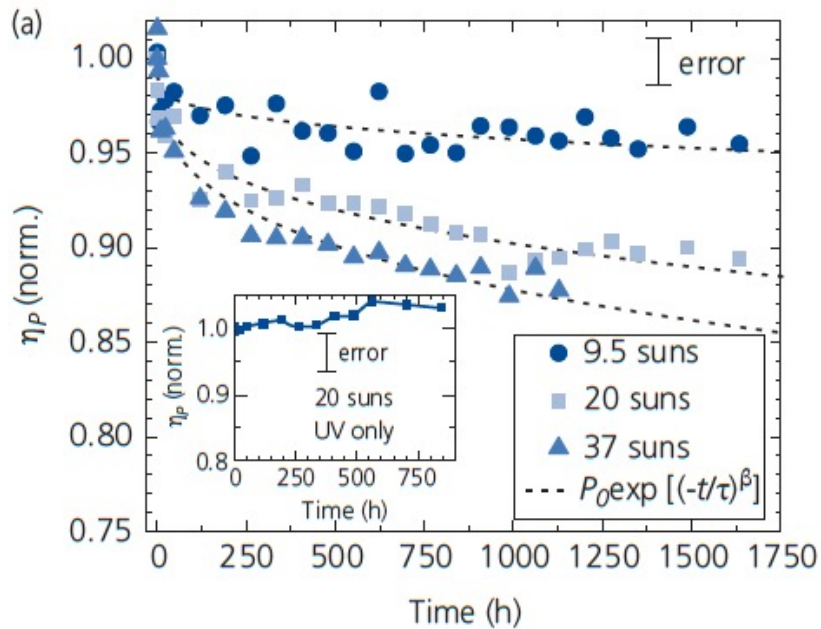 (a)
1.00
0.95
0.90
0.85
0.80
0.75
ηP (norm.)
error
1.0
0.9
0.8
ηP (norm.)
error
20 suns
UV only
0 250 500 750
Time (h)
9.5 suns
20 suns
37 suns
P0exp [(-t/τ)β]
0 250 500 750 1000 1250 1500 1750
Time (h)